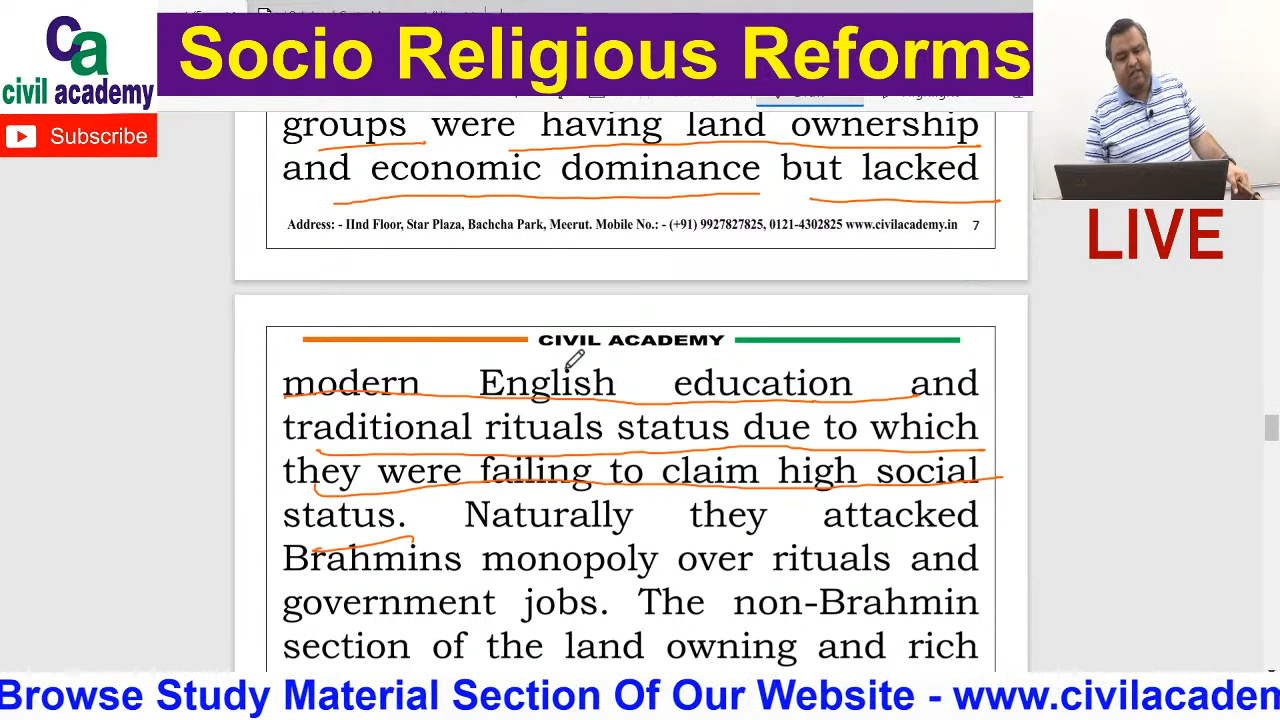 ca
civil academy
Subscribe
Socio Religious Reforms
LIVE
groups were having land ownership
and economic dominance but lacked
Address: - IInd Floor, Star Plaza, Bachcha Park, Meerut. Mobile No.: - (+91) 9927827825, 0121-4302825 www.civilacademy.in 7
CIVIL ACADEMY
modern English education and
traditional rituals status due to which
they were failing to claim high social
status. Naturally they attacked
Brahmins monopoly over rituals and
government jobs. The non-Brahmin
section of the land owning and rich
Browse Study Material Section Of Our Website - www.civilacadem